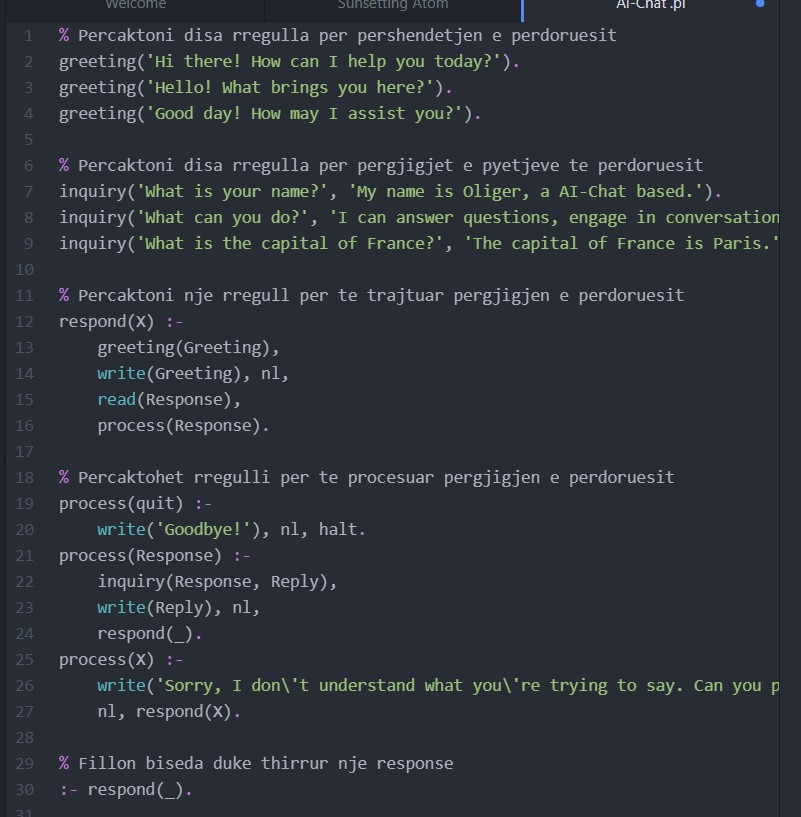 Welcome
Sunsetting Atom
AI-Chat .pl
1 % Percaktoni disa rregulla per pershendetjen e perdoruesit
2 greeting('Hi there! How can I help you today?').
3 greeting('Hello! What brings you here?').
4 greeting('Good day! How may I assist you?').
5
6 % Percaktoni disa rregulla per pergjigjet e pyetjeve te perdoruesit
7 inquiry('What is your name?', 'My name is Oliger, a AI-Chat based.').
8 inquiry('What can you do?', 'I can answer questions, engage in conversation
9 inquiry('What is the capital of France?', 'The capital of France is Paris.'
10
11 % Percaktoni nje rregull per te trajtuar pergjigjen e perdoruesit
12 respond(X) :-
13     greeting(Greeting),
14     write(Greeting), nl,
15     read(Response),
16     process(Response).
17
18 % Percaktohet rregulli per te procesuar pergjigjen e perdoruesit
19 process(quit) :-
20     write('Goodbye!'), nl, halt.
21 process(Response) :-
22     inquiry(Response, Reply),
23     write(Reply), nl,
24     respond(_).
25 process(X) :-
26     write('Sorry, I don\'t understand what you\'re trying to say. Can you p
27     nl, respond(X).
28
29 % Fillon biseda duke thirrur nje response
30 :- respond(_).
31